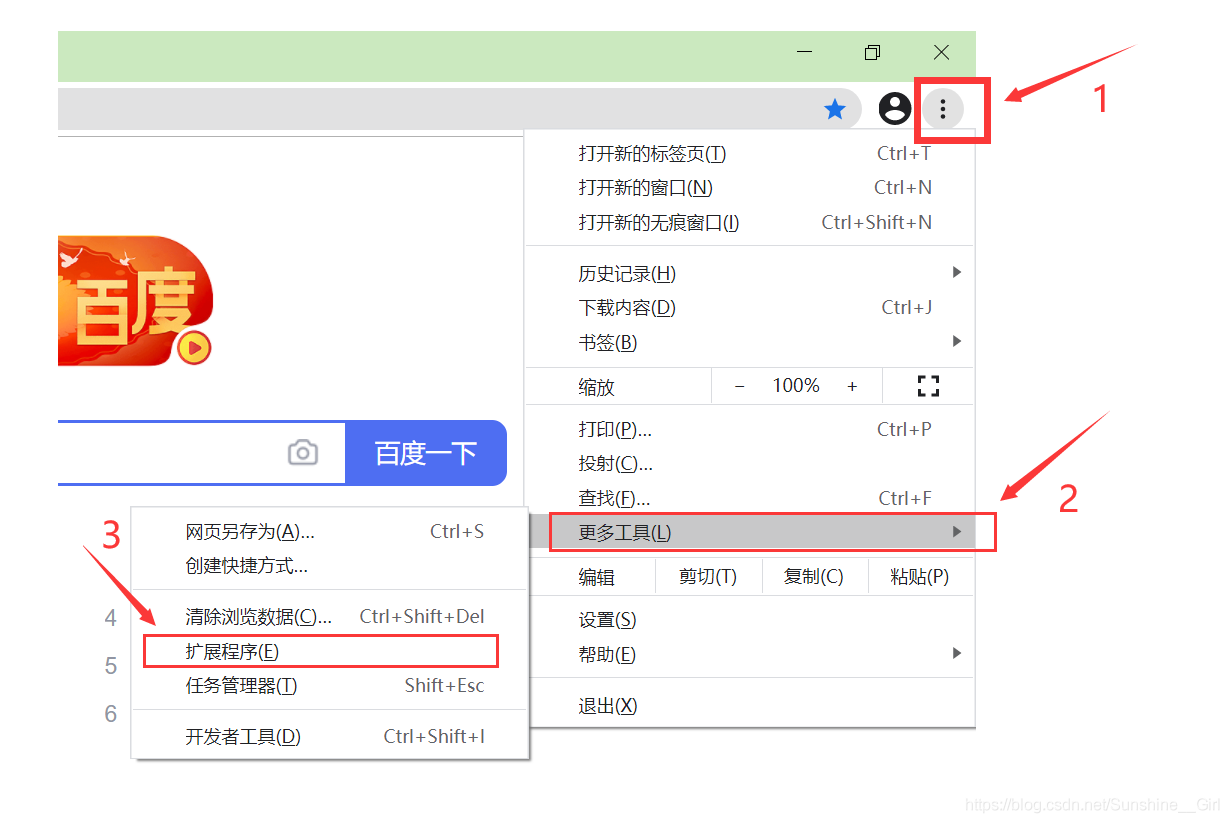 1
打开新的标签页(T) Ctrl+T
打开新的窗口(N) Ctrl+N
打开新的无痕窗口(I) Ctrl+Shift+N
历史记录(H)
下载内容(D) Ctrl+J
书签(B)
缩放 − 100% +
打印(P)... Ctrl+P
投射(C)...
查找(F)... Ctrl+F
更多工具(L)
2
编辑 剪切(T) 复制(C) 粘贴(P)
设置(S)
帮助(E)
退出(X)
百度
百度一下
3
网页另存为(A)... Ctrl+S
创建快捷方式...
清除浏览数据(C)... Ctrl+Shift+Del
扩展程序(E)
任务管理器(T) Shift+Esc
开发者工具(D) Ctrl+Shift+I
4
5
6
https://blog.csdn.net/Sunshine__Girl